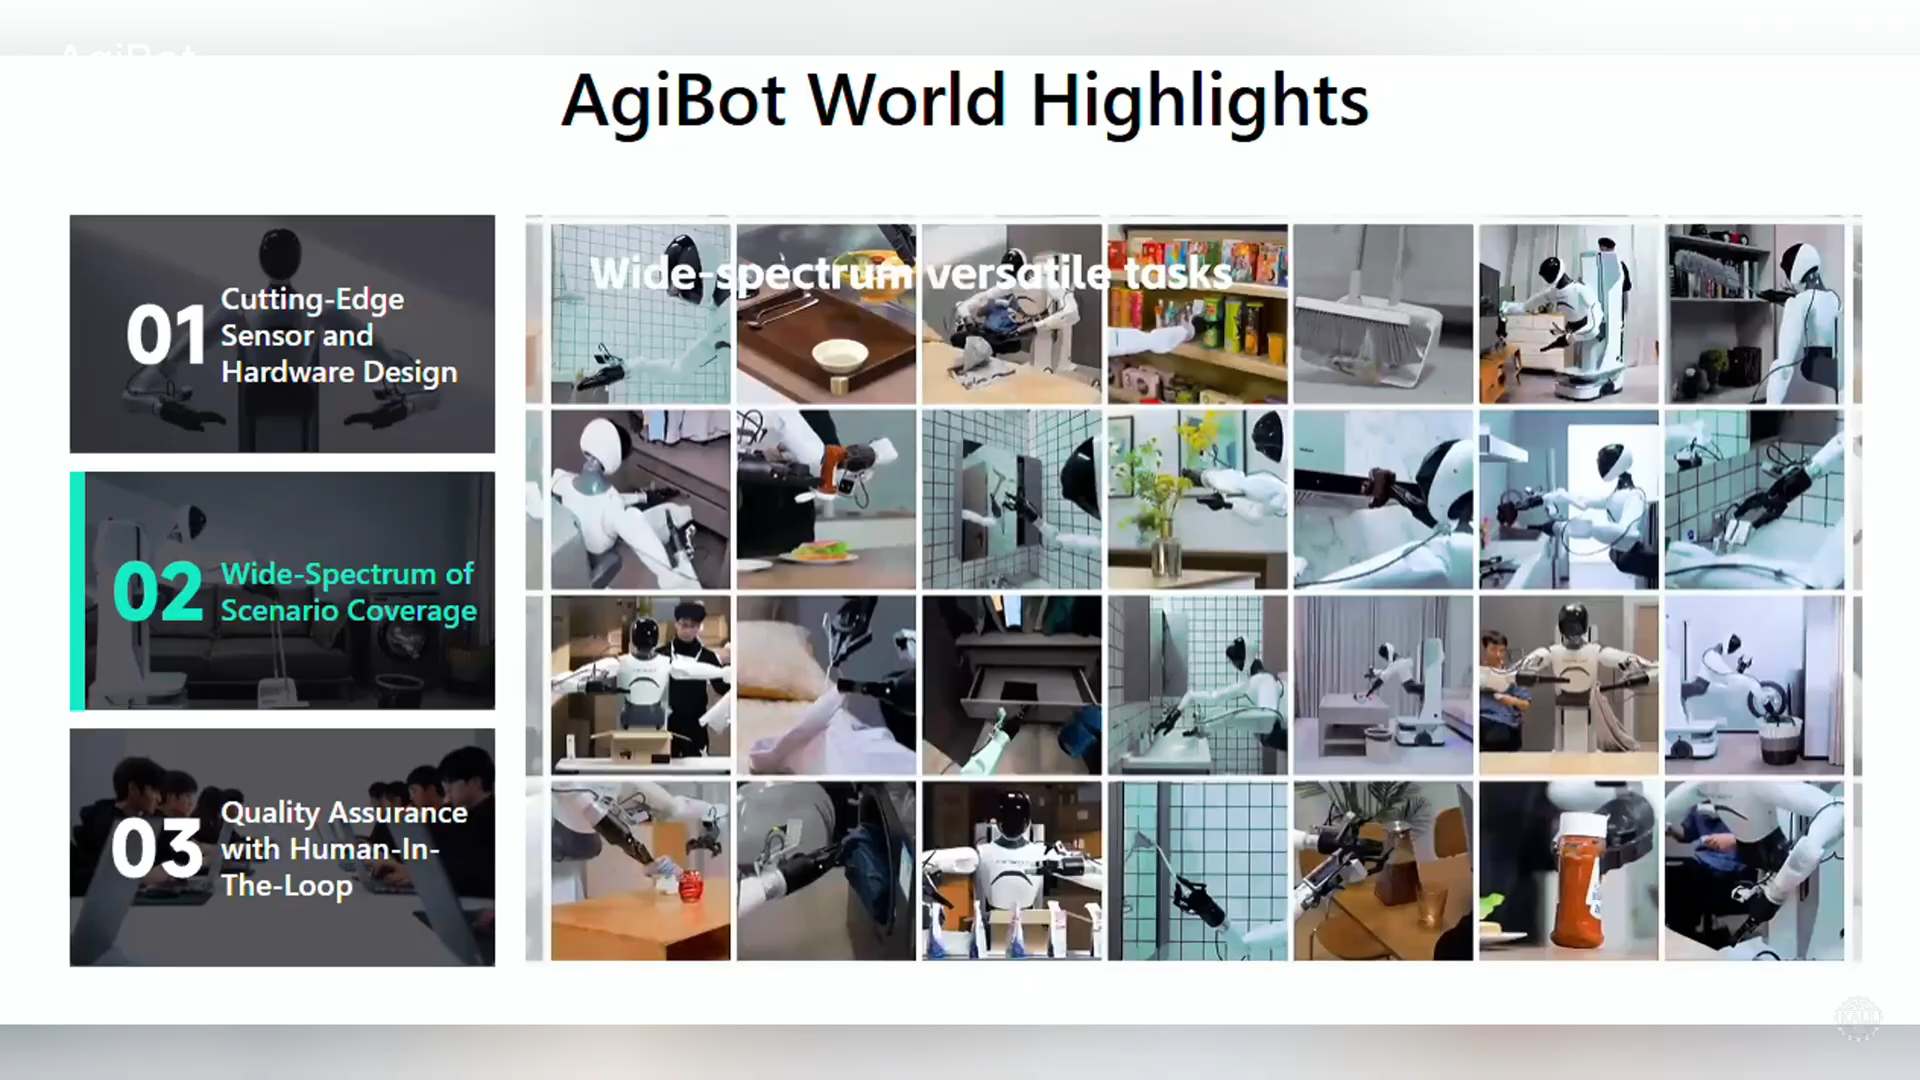 AgiBot
AgiBot World Highlights
01
Cutting-Edge
Sensor and
Hardware Design
02
Wide-Spectrum of
Scenario Coverage
03
Quality Assurance
with Human-In-
The-Loop
Wide-spectrum versatile tasks